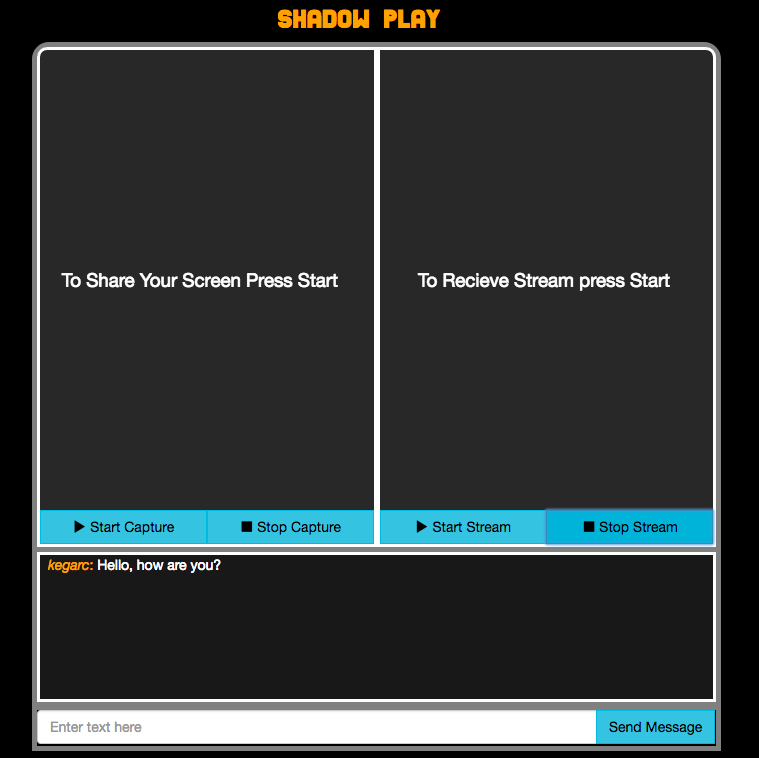 SHADOW PLAY
To Share Your Screen Press Start
To Recieve Stream press Start
Start Capture
Stop Capture
Start Stream
Stop Stream
kegarc: Hello, how are you?
Enter text here
Send Message